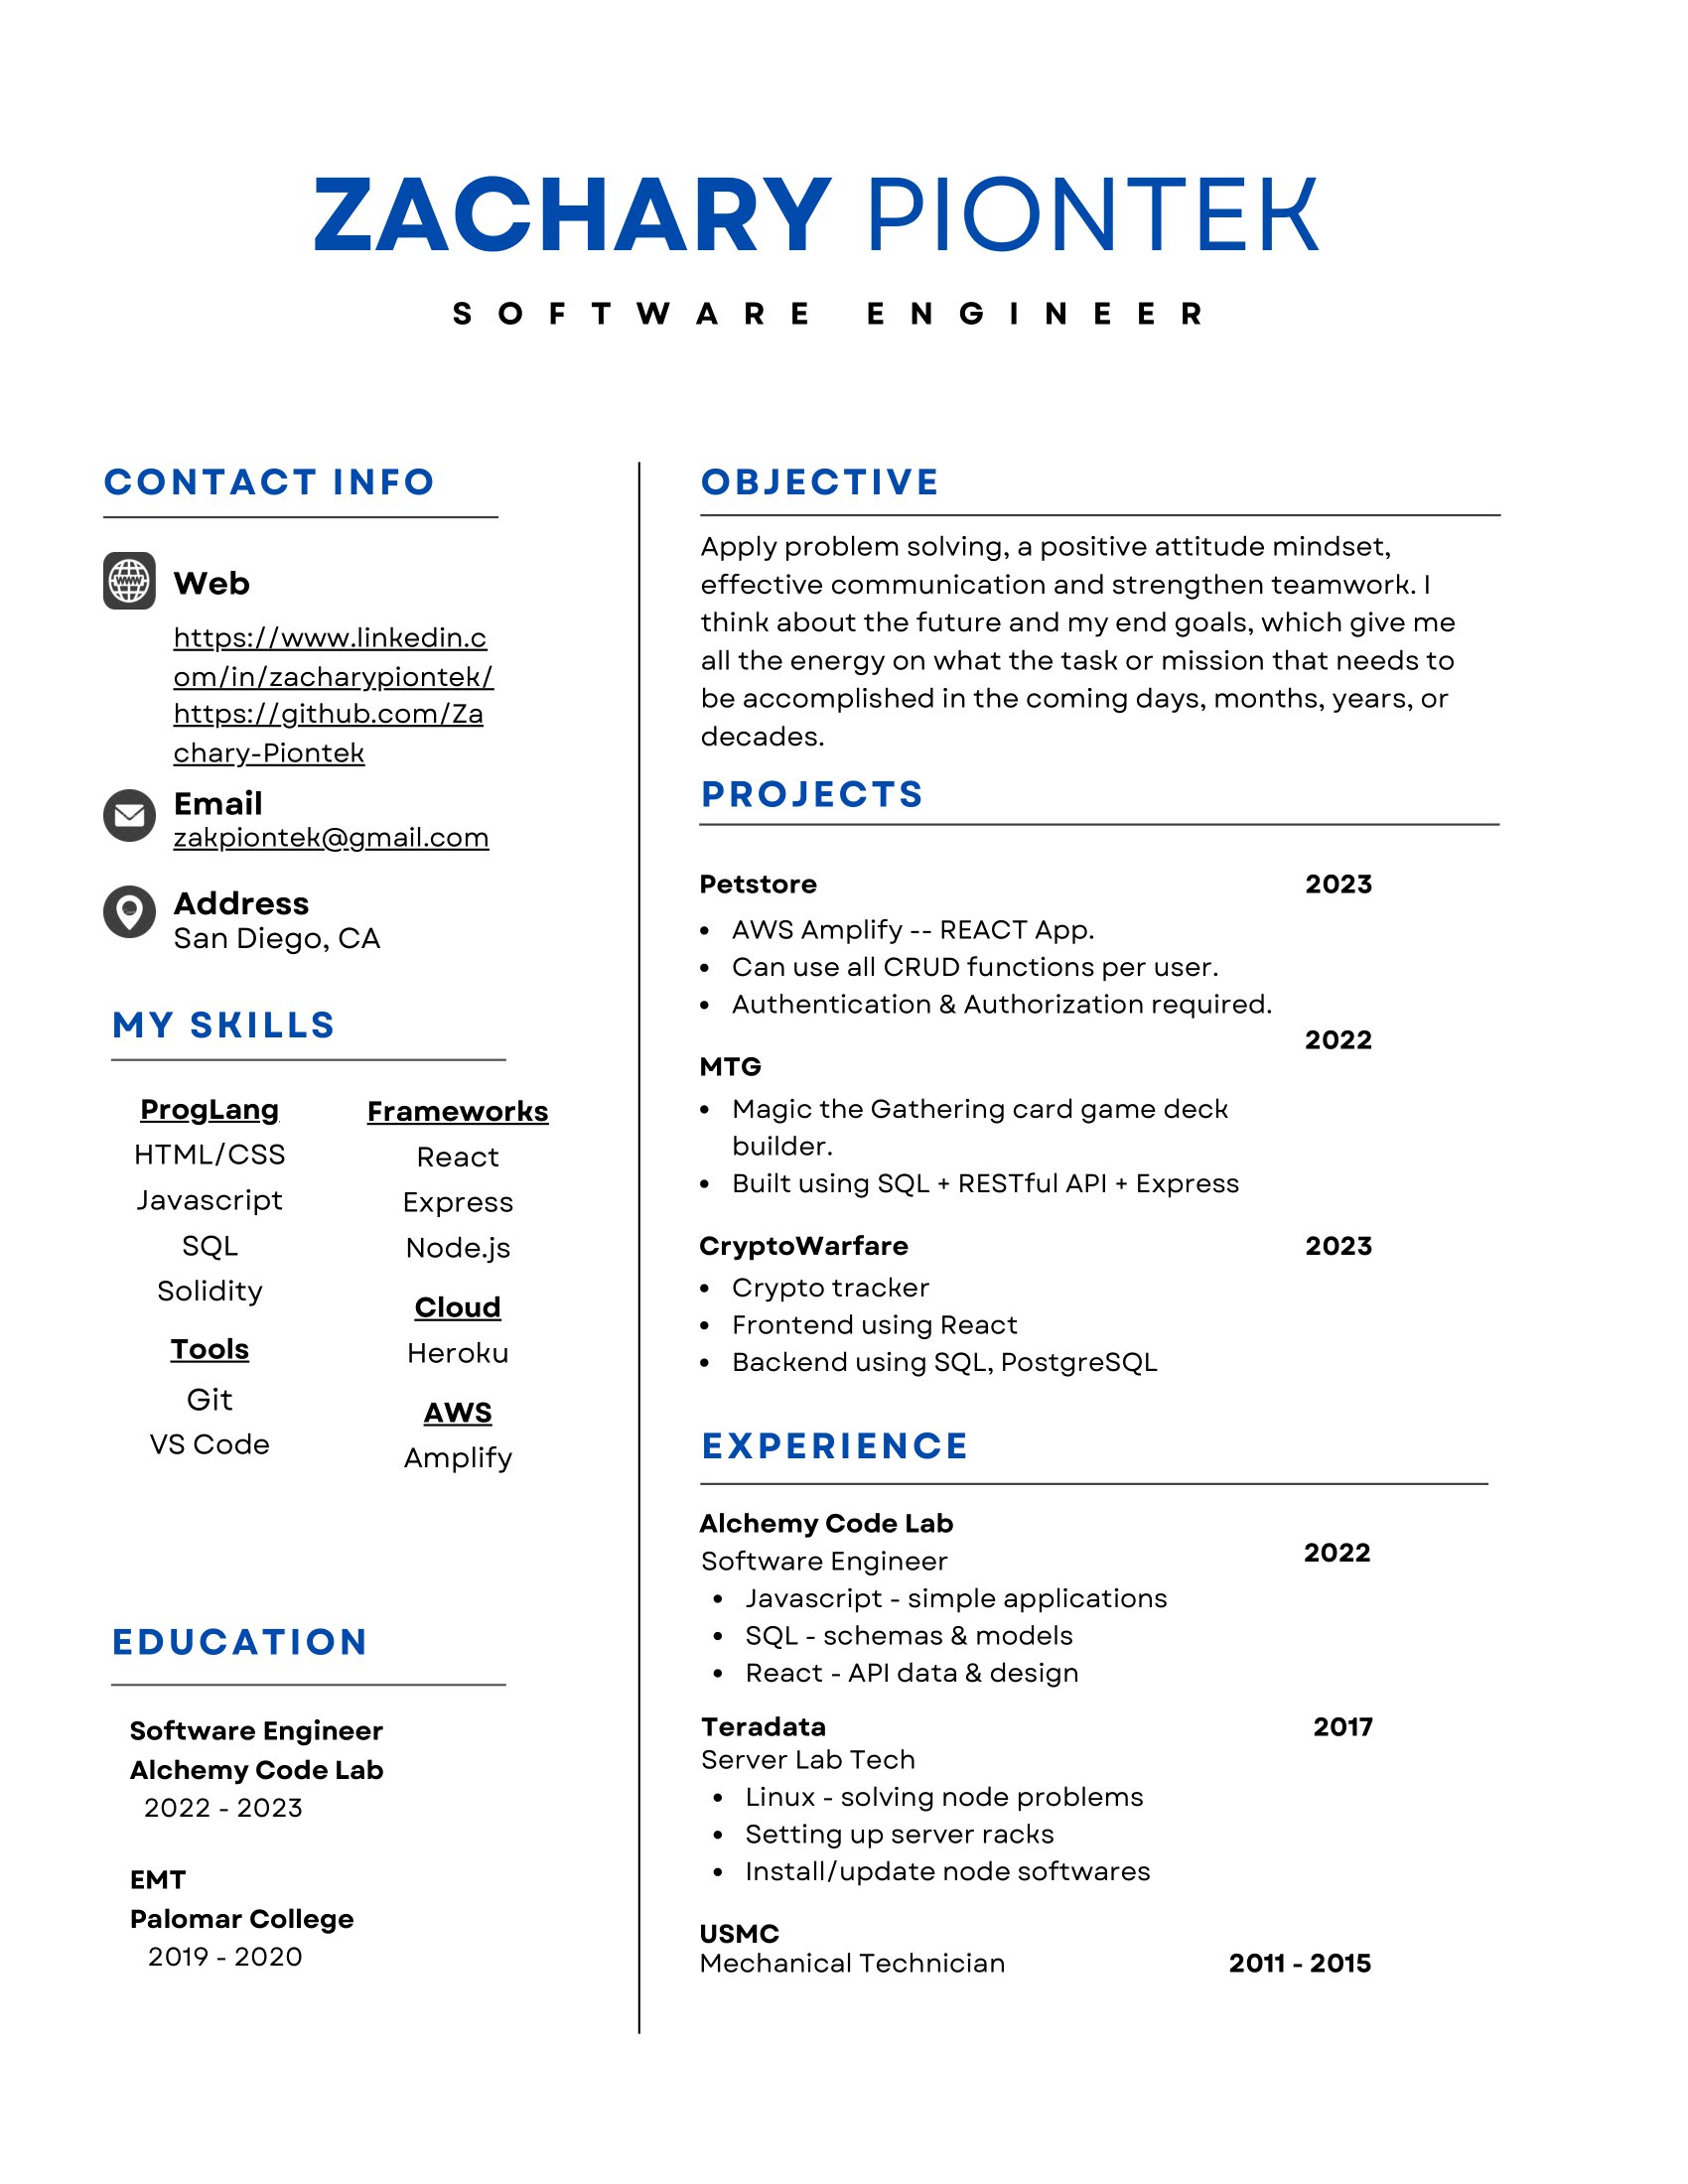 ZACHARY PIONTEK
SOFTWARE ENGINEER
CONTACT INFO
Web
https://www.linkedin.c
om/in/zacharypiontek/
https://github.com/Za
chary-Piontek
Email
zakpiontek@gmail.com
Address
San Diego, CA
MY SKILLS
ProgLang
HTML/CSS
Javascript
SQL
Solidity
Tools
Git
VS Code
Frameworks
React
Express
Node.js
Cloud
Heroku
AWS
Amplify
EDUCATION
Software Engineer
Alchemy Code Lab
2022 - 2023
EMT
Palomar College
2019 - 2020
OBJECTIVE
Apply problem solving, a positive attitude mindset,
effective communication and strengthen teamwork. I
think about the future and my end goals, which give me
all the energy on what the task or mission that needs to
be accomplished in the coming days, months, years, or
decades.
PROJECTS
Petstore 2023
• AWS Amplify -- REACT App.
• Can use all CRUD functions per user.
• Authentication & Authorization required.
2022
MTG
• Magic the Gathering card game deck
builder.
• Built using SQL + RESTful API + Express
CryptoWarfare 2023
• Crypto tracker
• Frontend using React
• Backend using SQL, PostgreSQL
EXPERIENCE
Alchemy Code Lab
2022
Software Engineer
• Javascript - simple applications
• SQL - schemas & models
• React - API data & design
Teradata 2017
Server Lab Tech
• Linux - solving node problems
• Setting up server racks
• Install/update node softwares
USMC
Mechanical Technician 2011 - 2015